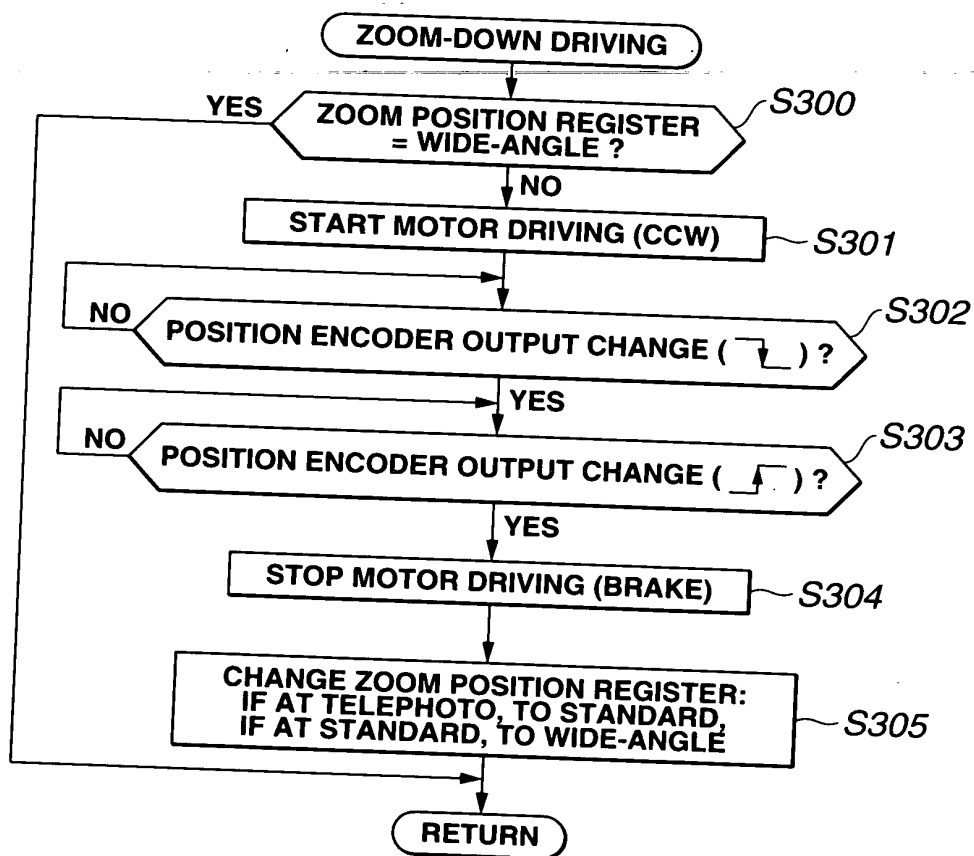 ZOOM-DOWN DRIVING
YES
ZOOM POSITION REGISTER
= WIDE-ANGLE ?
S300
NO
START MOTOR DRIVING (CCW)
S301
NO
POSITION ENCODER OUTPUT CHANGE ( ) ?
S302
YES
NO
POSITION ENCODER OUTPUT CHANGE ( ) ?
S303
YES
STOP MOTOR DRIVING (BRAKE)
S304
CHANGE ZOOM POSITION REGISTER:
IF AT TELEPHOTO, TO STANDARD,
IF AT STANDARD, TO WIDE-ANGLE
S305
RETURN